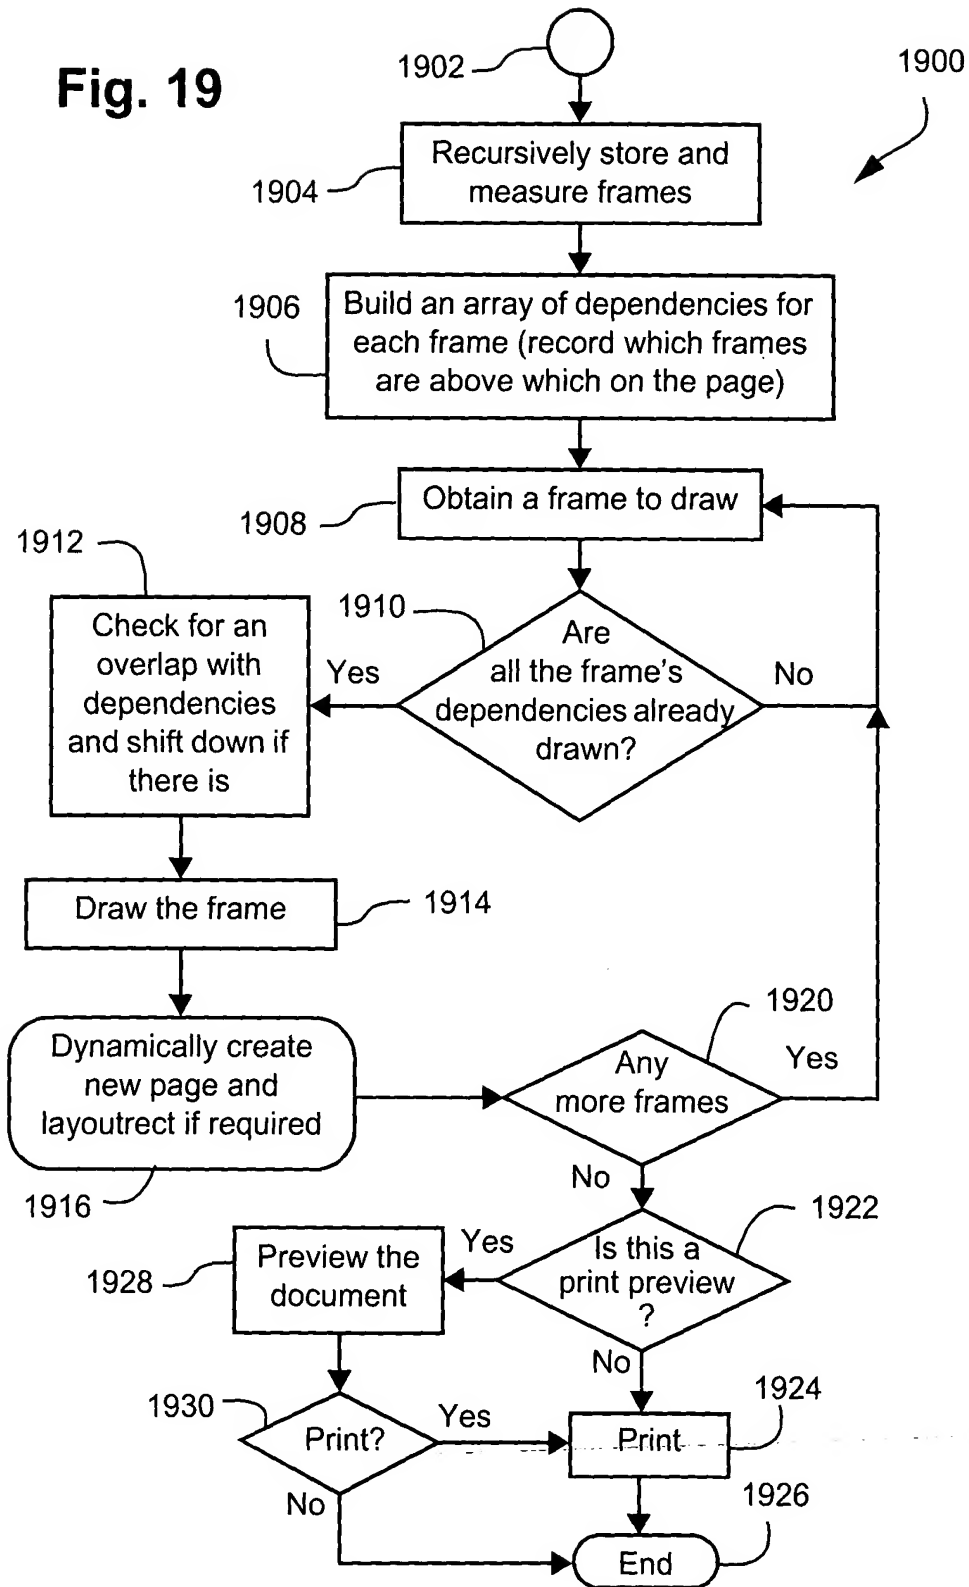 Fig. 19
1902
1900
1904
Recursively store and
measure frames
1906
Build an array of dependencies for
each frame (record which frames
are above which on the page)
1908
Obtain a frame to draw
1912
Check for an
overlap with
dependencies
and shift down if
there is
1910
Are
all the frame's
dependencies already
drawn?
Yes
No
Draw the frame
1914
Dynamically create
new page and
layoutrect if required
1916
Any
more frames
1920
Yes
No
1922
Is this a
print preview
?
Yes
No
1928
Preview the
document
1930
Print?
Yes
No
1924
Print
1926
End